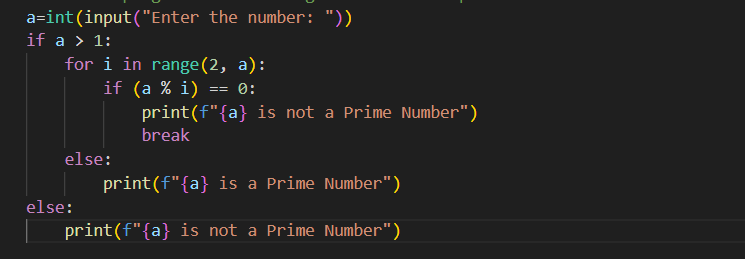 a=int(input("Enter the number: "))
if a > 1:
    for i in range(2, a):
        if (a % i) == 0:
            print(f"{a} is not a Prime Number")
            break
    else:
        print(f"{a} is a Prime Number")
else:
    print(f"{a} is not a Prime Number")